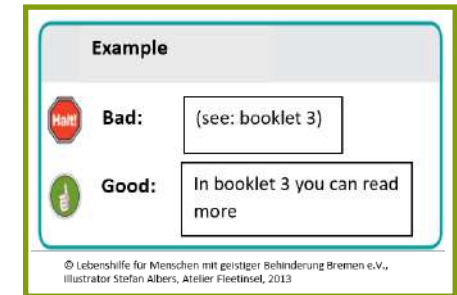 Example
Halt!
Bad:
(see: booklet 3)
Good:
In booklet 3 you can read
more
© Lebenshilfe für Menschen mit geistiger Behinderung Bremen e.V.,
Illustrator Stefan Albers, Atelier Fleetinsel, 2013